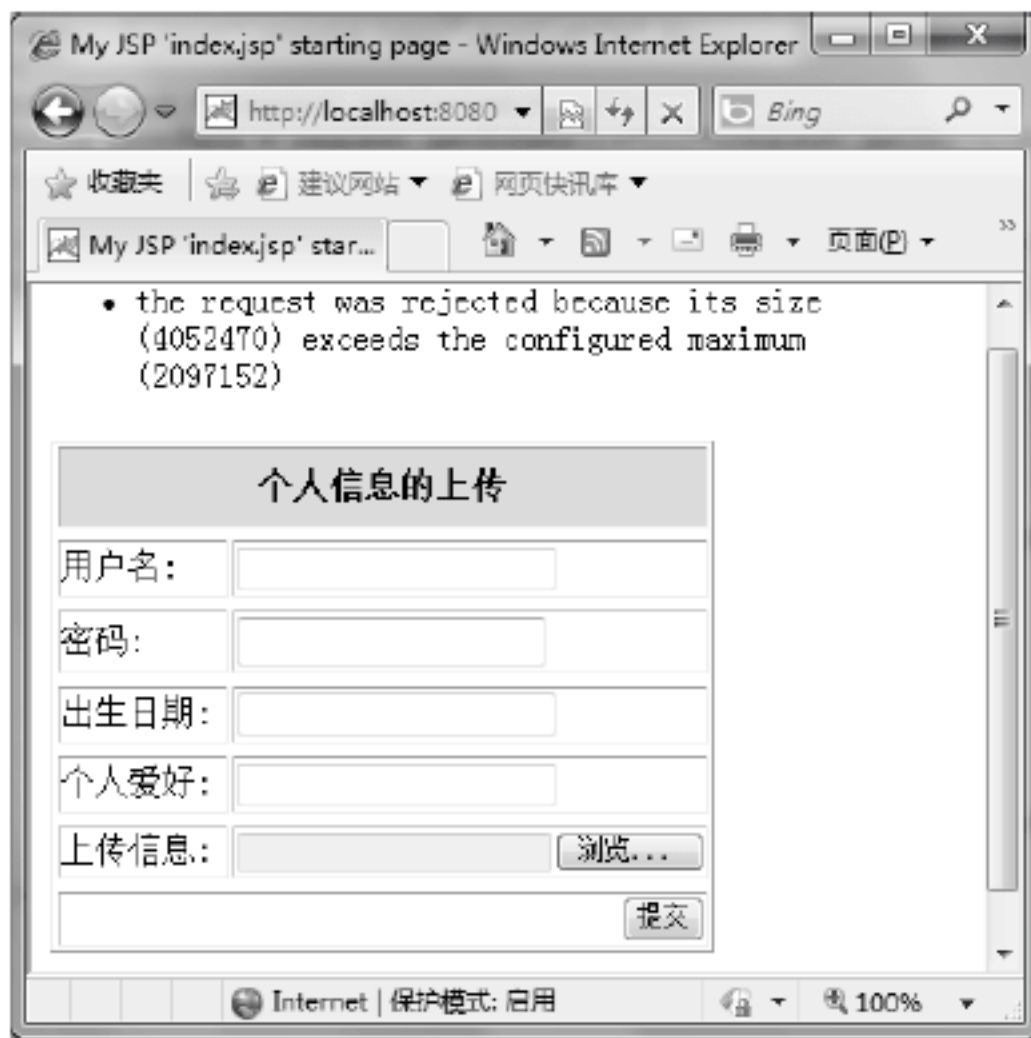 My JSP 'index.jsp' starting page - Windows Internet Explorer
http://localhost:8080
Bing
收藏夹
建议网站
网页快讯库
My JSP 'index.jsp' star...
页面(P)
the request was rejected because its size
(4052470) exceeds the configured maximum
(2097152)
个人信息的上传
用户名:
密码:
出生日期:
个人爱好:
上传信息:
浏览...
提交
Internet | 保护模式: 启用
100%